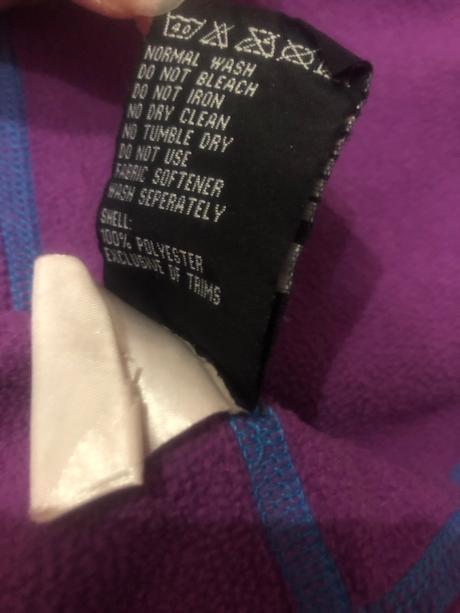 40
NORMAL WASH
DO NOT BLEACH
DO NOT IRON
NO DRY CLEAN
NO TUMBLE DRY
DO NOT USE
FABRIC SOFTENER
WASH SEPERATELY
SHELL:
100% POLYESTER
EXCLUSIVE OF TRIMS